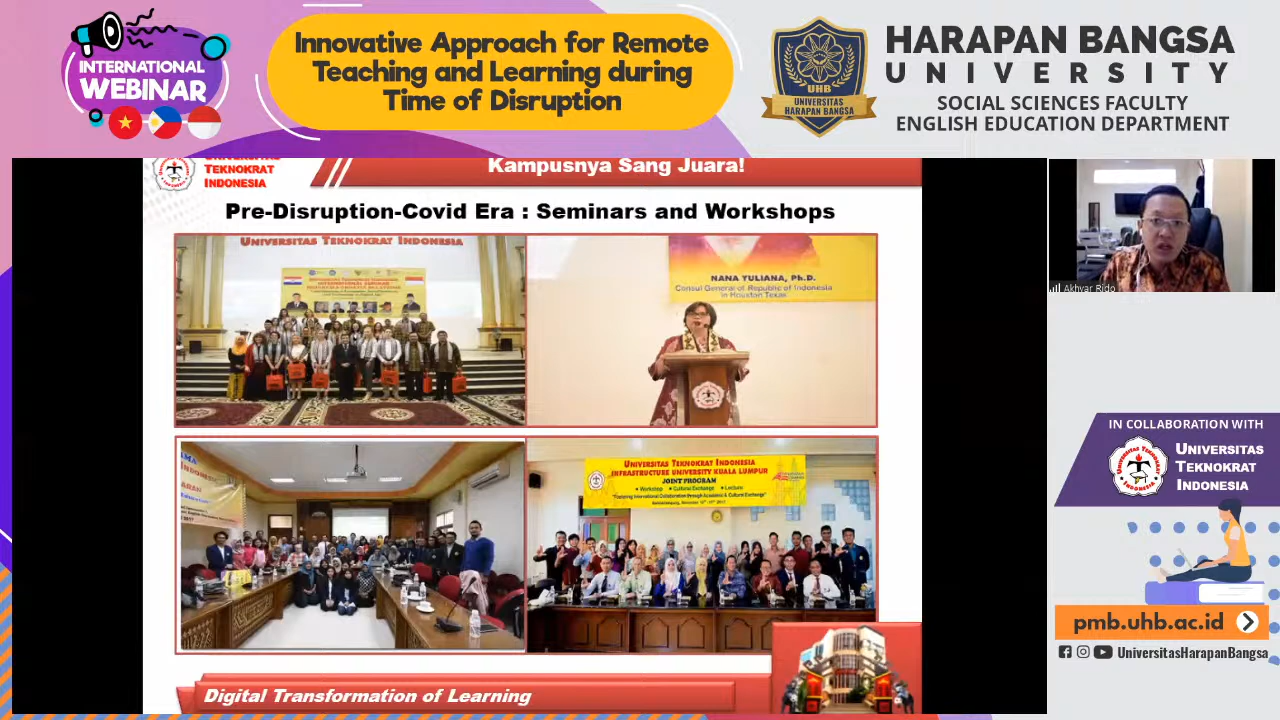 INTERNATIONAL
WEBINAR
Innovative Approach for Remote
Teaching and Learning during
Time of Disruption
UHB
UNIVERSITAS
HARAPAN BANGSA
HARAPAN BANGSA
UNIVERSITY
SOCIAL SCIENCES FACULTY
ENGLISH EDUCATION DEPARTMENT
UNIVERSITAS
TEKNOKRAT
INDONESIA
Kampusnya Sang Juara!
Pre-Disruption-Covid Era : Seminars and Workshops
UNIVERSITAS TEKNOKRAT INDONESIA
INTERNATIONAL SEMINAR
NANA YULIANA, Ph.D.
Consul General of Republic of Indonesia
in Houston Texas
UNIVERSITAS TEKNOKRAT INDONESIA
INFRASTRUCTURE UNIVERSITY KUALA LUMPUR
JOINT PROGRAM
• Workshop • Cultural Exchange • Lecture
Digital Transformation of Learning
Akhyar Rido
IN COLLABORATION WITH
UNIVERSITAS
TEKNOKRAT
INDONESIA
pmb.uhb.ac.id
UniversitasHarapanBangsa